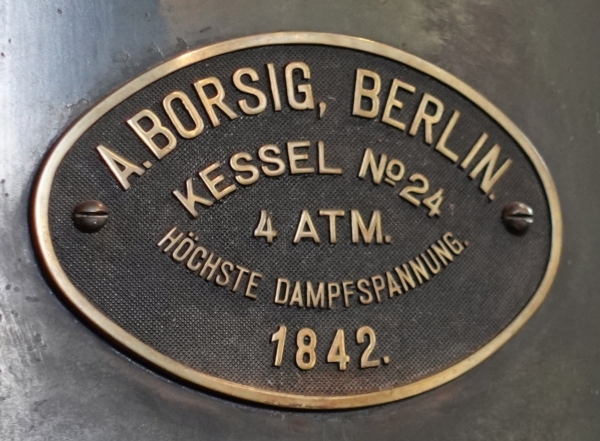 A. BORSIG, BERLIN.
KESSEL No 24
4 ATM.
HÖCHSTE DAMPFSPANNUNG.
1842.